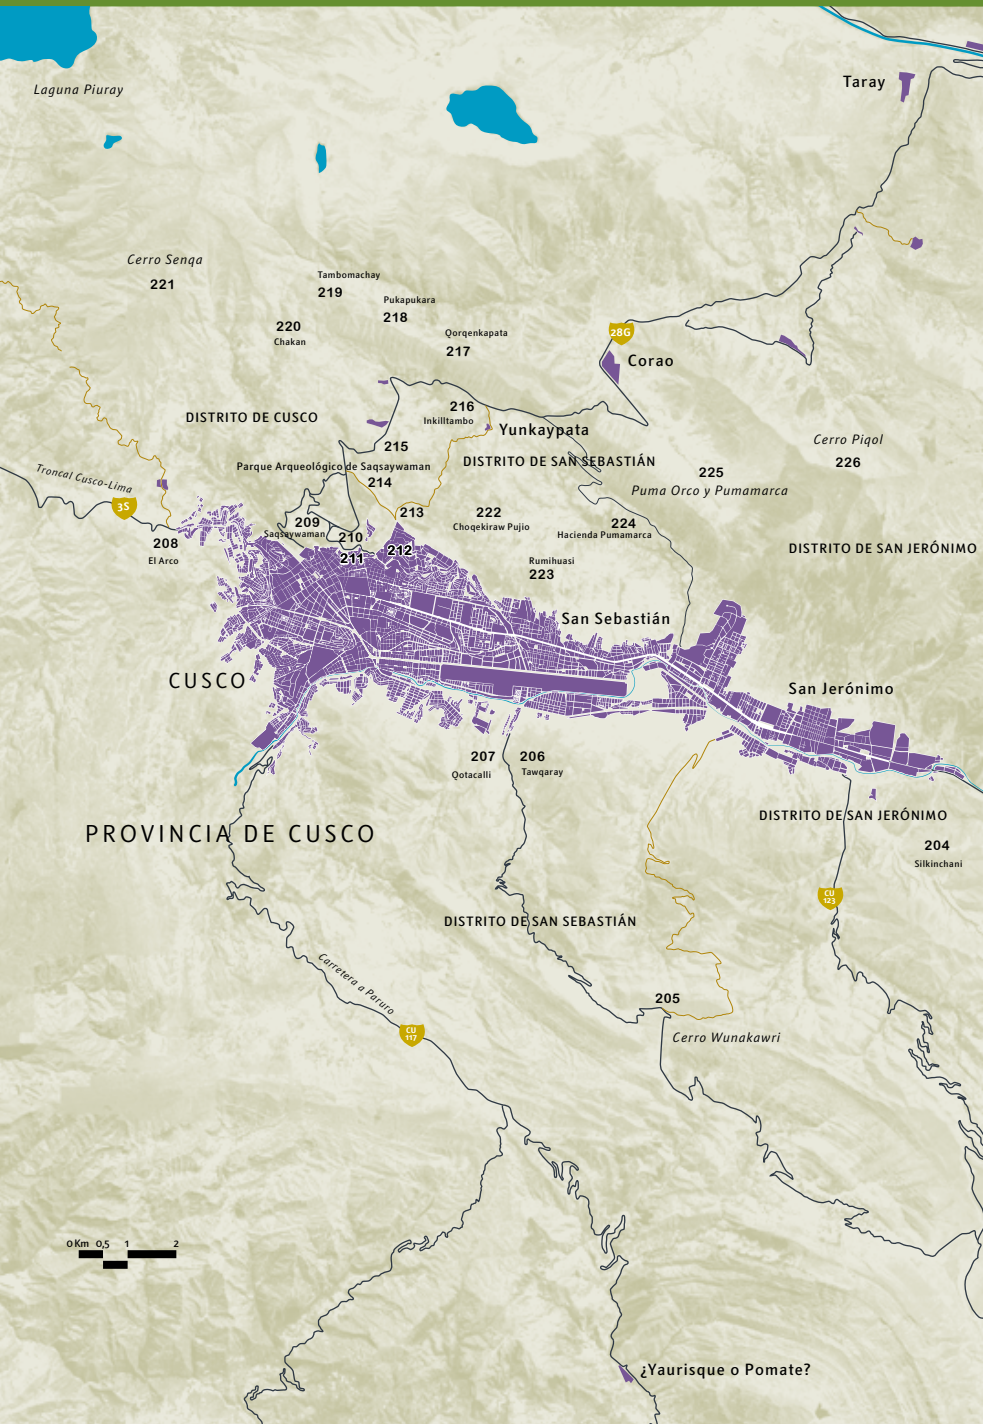 Taray
Laguna Piuray
Cerro Senqa
221
Tambomachay
219
Pukapukara
218
220
Chakan
Qorqenkapata
217
28G
Corao
216
Inkilltambo
DISTRITO DE CUSCO
Yunkaypata
215
Cerro Piqol
226
Parque Arqueológico de Saqsaywaman
214
DISTRITO DE SAN SEBASTIÁN
225
Puma Orco y Pumamarca
Troncal Cusco-Lima
3S
213
222
Choqekiraw Pujio
209
Saqsaywaman
224
Hacienda Pumamarca
210
208
El Arco
211
212
DISTRITO DE SAN JERÓNIMO
Rumihuasi
223
San Sebastián
CUSCO
San Jerónimo
207
Qotacalli
206
Tawqaray
PROVINCIA DE CUSCO
DISTRITO DE SAN JERÓNIMO
204
Silkinchani
CU
123
DISTRITO DE SAN SEBASTIÁN
Carretera a Paruro
205
CU
117
Cerro Wunakawri
0 Km 0,5 1 2
¿Yaurisque o Pomate?